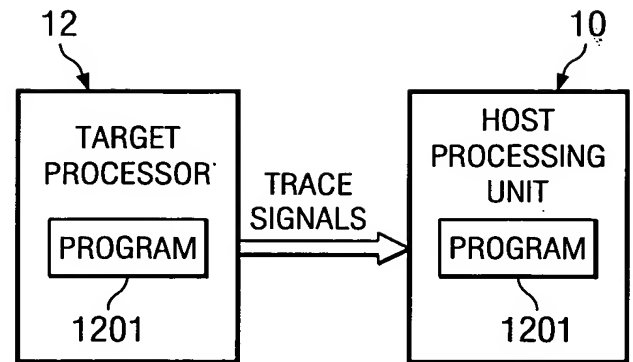 12
10
TARGET
PROCESSOR
PROGRAM
1201
TRACE
SIGNALS
HOST
PROCESSING
UNIT
PROGRAM
1201